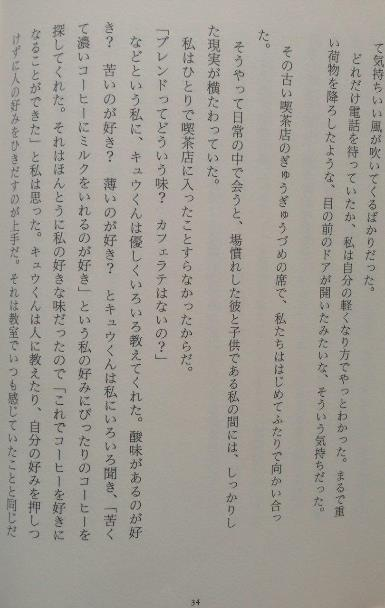 て気持ちいい風が吹いてくるばかりだった。
どれだけ電話を待っていたか、私は自分の軽くなり方でやっとわかった。まるで重
い荷物を降ろしたような、目の前のドアが開いたみたいな、そういう気持ちだった。
その古い喫茶店のぎゅうぎゅうづめの席で、私たちははじめてふたりで向かい合っ
た。
そうやって日常の中で会うと、場慣れした彼と子供である私の間には、しっかりし
た現実が横たわっていた。
私はひとりで喫茶店に入ったことすらなかったからだ。
「ブレンドってどういう味？　カフェラテはないの？」
などという私に、キュウくんは優しくいろいろ教えてくれた。酸味があるのが好
き？　苦いのが好き？　薄いのが好き？　とキュウくんは私にいろいろ聞き、「苦く
て濃いコーヒーにミルクをいれるのが好き」という私の好みにぴったりのコーヒーを
探してくれた。それはほんとうに私の好きな味だったので「これでコーヒーを好きに
なることができた」と私は思った。キュウくんは人に教えたり、自分の好みを押しつ
けずに人の好みをひきだすのが上手だ。それは教室でいつも感じていたことと同じだ
34